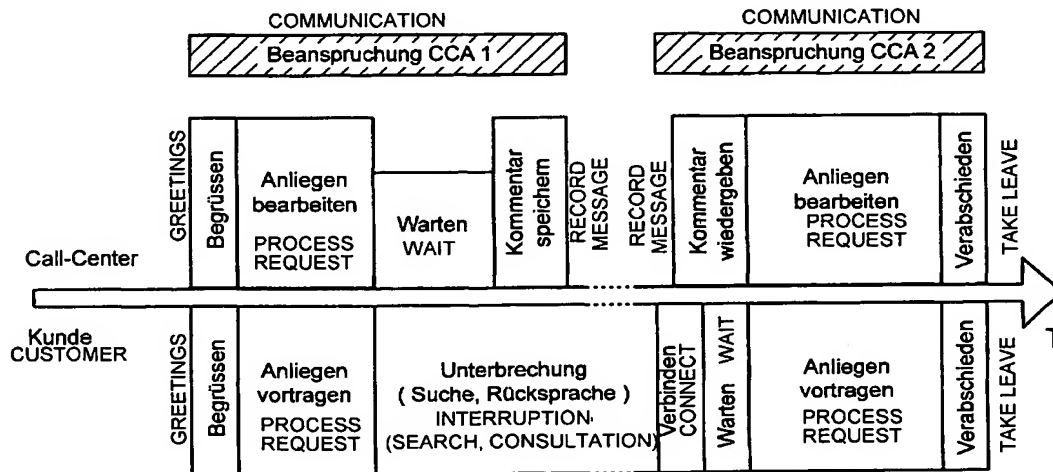 COMMUNICATION
Beanspruchung CCA 1
COMMUNICATION
Beanspruchung CCA 2
Call-Center
GREETINGS
Begrüssen
Anliegen
bearbeiten
PROCESS
REQUEST
Warten
WAIT
Kommentar
speichern
RECORD
MESSAGE
RECORD
MESSAGE
Kommentar
wiedergeben
Anliegen
bearbeiten
PROCESS
REQUEST
Verabschieden
TAKE LEAVE
T
Kunde
CUSTOMER
GREETINGS
Begrüssen
Anliegen
vortragen
PROCESS
REQUEST
Unterbrechung
( Suche, Rücksprache )
INTERRUPTION
(SEARCH, CONSULTATION)
Verbinden
CONNECT
Warten WAIT
Anliegen
vortragen
PROCESS
REQUEST
Verabschieden
TAKE LEAVE